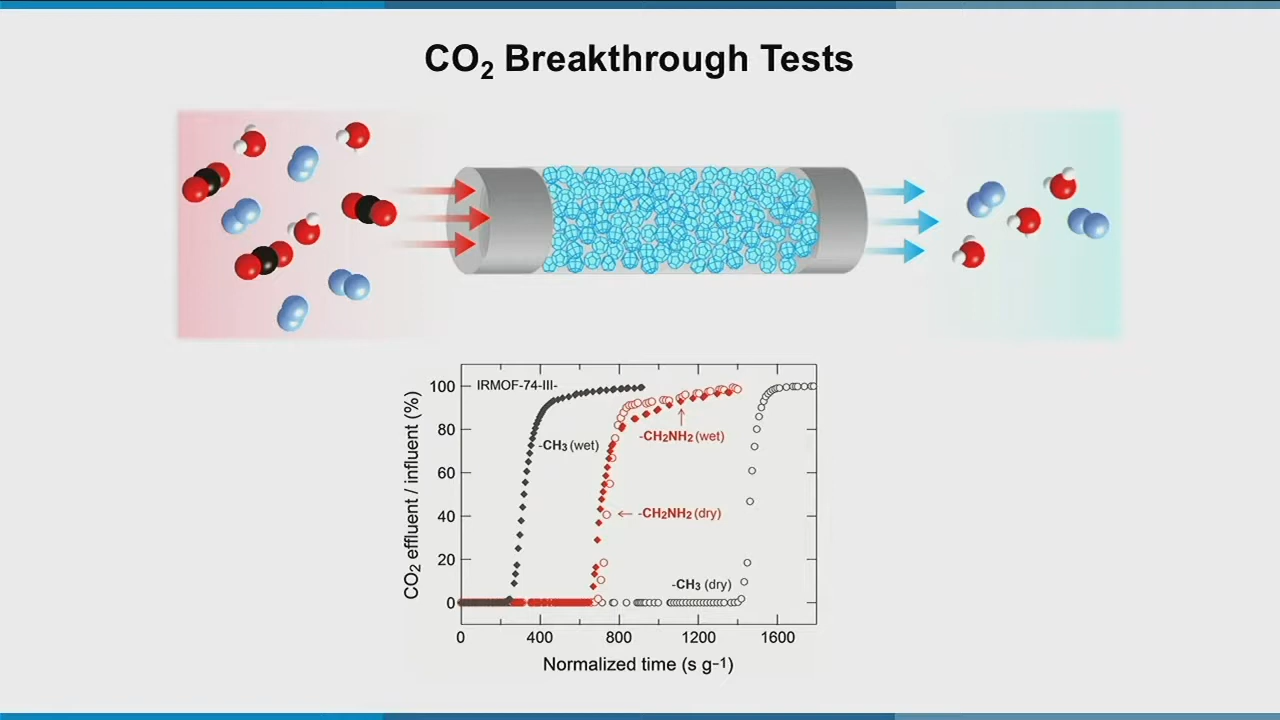 CO2 Breakthrough Tests
IRMOF-74-III-
100
80
60
40
20
0
CO2 effluent / influent (%)
-CH3 (wet)
-CH2NH2 (wet)
-CH2NH2 (dry)
-CH3 (dry)
0 400 800 1200 1600
Normalized time (s g-1)